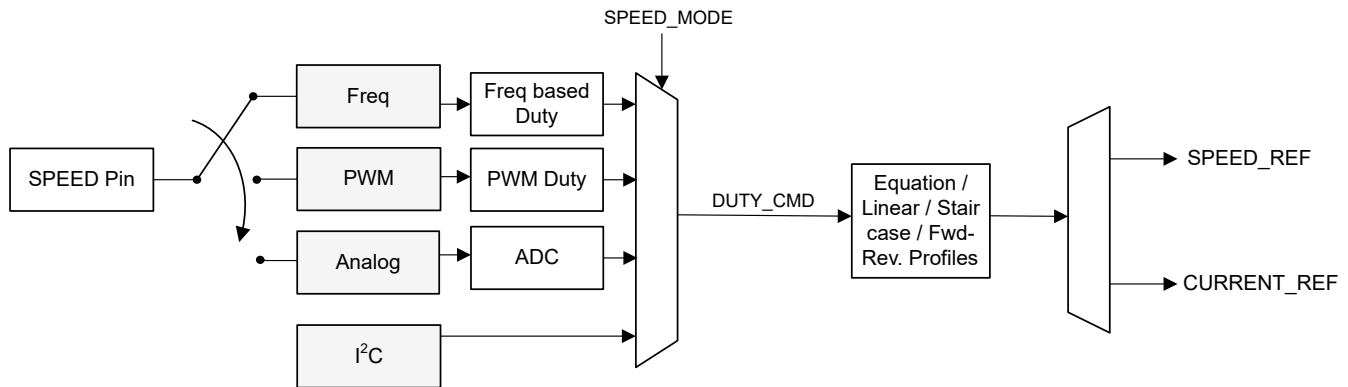 SPEED_MODE
Freq
Freq based
Duty
SPEED Pin
PWM
PWM Duty
Analog
ADC
I²C
DUTY_CMD
Equation /
Linear / Stair
case / Fwd-
Rev. Profiles
SPEED_REF
CURRENT_REF